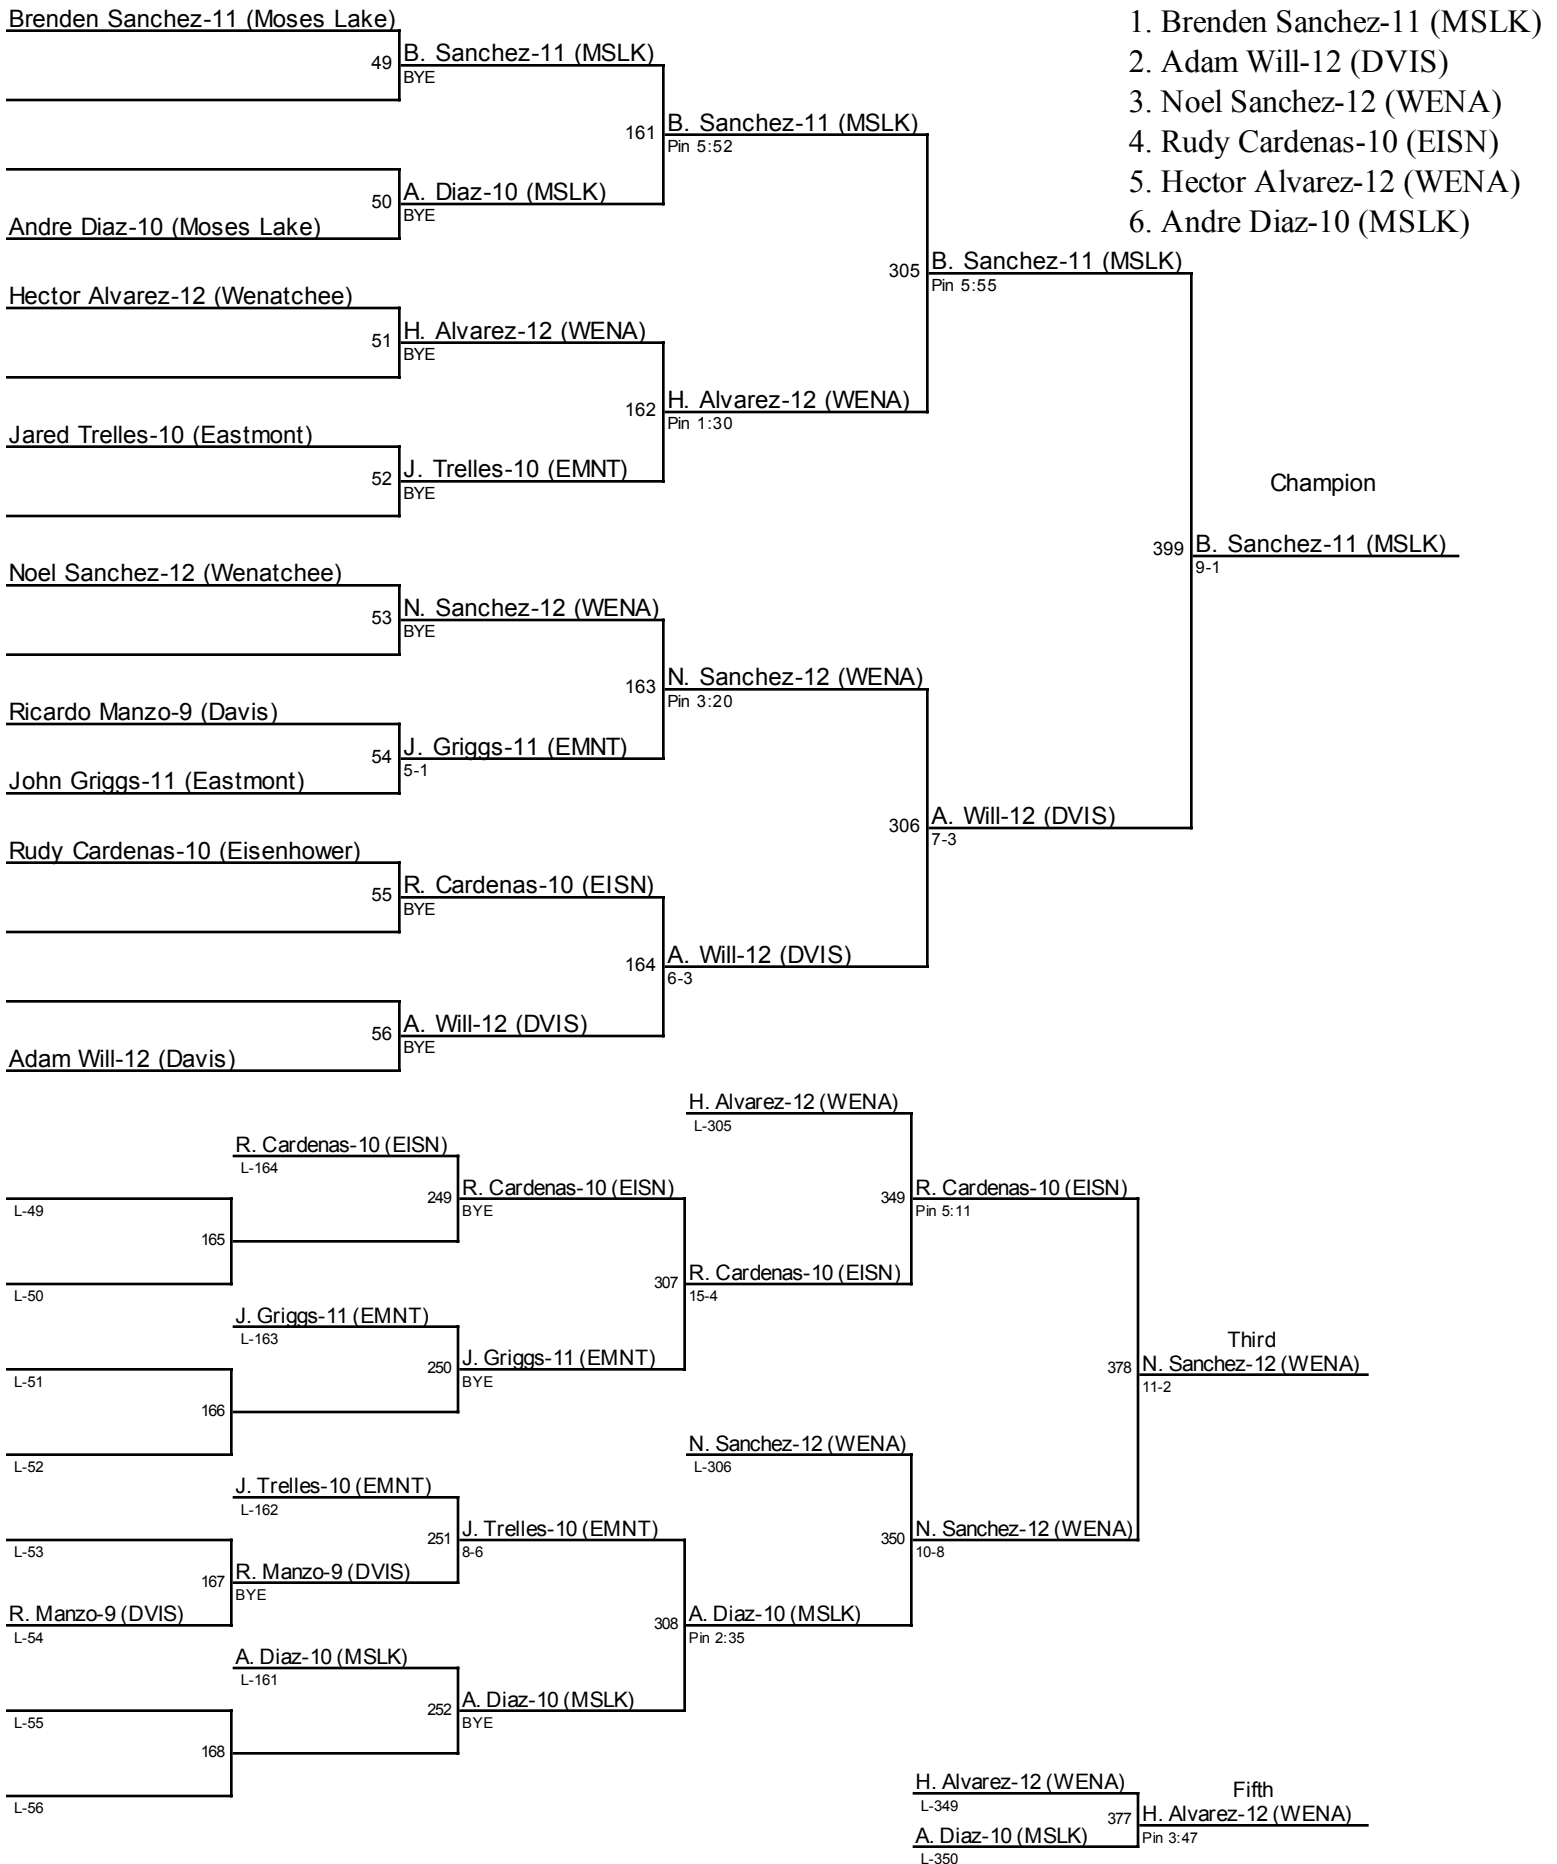 Brenden Sanchez-11 (Moses Lake)
49
B. Sanchez-11 (MSLK)
BYE
161
B. Sanchez-11 (MSLK)
Pin 5:52
50
A. Diaz-10 (MSLK)
BYE
Andre Diaz-10 (Moses Lake)
305
B. Sanchez-11 (MSLK)
Pin 5:55
Hector Alvarez-12 (Wenatchee)
51
H. Alvarez-12 (WENA)
BYE
162
H. Alvarez-12 (WENA)
Pin 1:30
Jared Trelles-10 (Eastmont)
52
J. Trelles-10 (EMNT)
BYE
Champion
399
B. Sanchez-11 (MSLK)
9-1
Noel Sanchez-12 (Wenatchee)
53
N. Sanchez-12 (WENA)
BYE
163
N. Sanchez-12 (WENA)
Pin 3:20
Ricardo Manzo-9 (Davis)
54
J. Griggs-11 (EMNT)
5-1
John Griggs-11 (Eastmont)
306
A. Will-12 (DVIS)
7-3
Rudy Cardenas-10 (Eisenhower)
55
R. Cardenas-10 (EISN)
BYE
164
A. Will-12 (DVIS)
6-3
56
A. Will-12 (DVIS)
BYE
Adam Will-12 (Davis)
1. Brenden Sanchez-11 (MSLK)
2. Adam Will-12 (DVIS)
3. Noel Sanchez-12 (WENA)
4. Rudy Cardenas-10 (EISN)
5. Hector Alvarez-12 (WENA)
6. Andre Diaz-10 (MSLK)
H. Alvarez-12 (WENA)
L-305
R. Cardenas-10 (EISN)
L-164
249
R. Cardenas-10 (EISN)
BYE
349
R. Cardenas-10 (EISN)
Pin 5:11
L-49
165
L-50
307
R. Cardenas-10 (EISN)
15-4
J. Griggs-11 (EMNT)
L-163
250
J. Griggs-11 (EMNT)
BYE
L-51
166
L-52
Third
378
N. Sanchez-12 (WENA)
11-2
N. Sanchez-12 (WENA)
L-306
J. Trelles-10 (EMNT)
L-162
251
J. Trelles-10 (EMNT)
8-6
350
N. Sanchez-12 (WENA)
10-8
L-53
167
R. Manzo-9 (DVIS)
BYE
R. Manzo-9 (DVIS)
L-54
308
A. Diaz-10 (MSLK)
Pin 2:35
A. Diaz-10 (MSLK)
L-161
252
A. Diaz-10 (MSLK)
BYE
L-55
168
L-56
H. Alvarez-12 (WENA)
L-349
Fifth
377
H. Alvarez-12 (WENA)
Pin 3:47
A. Diaz-10 (MSLK)
L-350